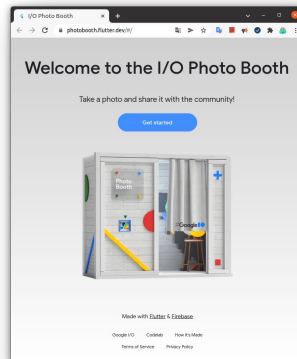 I/O Photo Booth
photobooth.flutter.dev/#/
Welcome to the I/O Photo Booth
Take a photo and share it with the community!
Get started
Photo
Booth
Google I/O
Made with Flutter & Firebase
Google I/O Codelab How It's Made
Terms of Service Privacy Policy